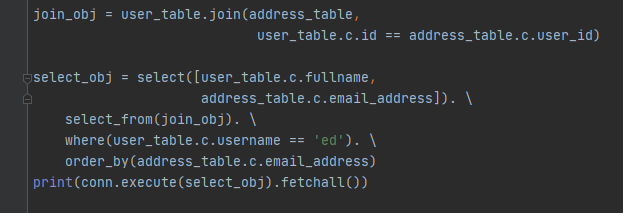 join_obj = user_table.join(address_table,
                           user_table.c.id == address_table.c.user_id)
select_obj = select([user_table.c.fullname,
                     address_table.c.email_address]). \
    select_from(join_obj). \
    where(user_table.c.username == 'ed'). \
    order_by(address_table.c.email_address)
print(conn.execute(select_obj).fetchall())